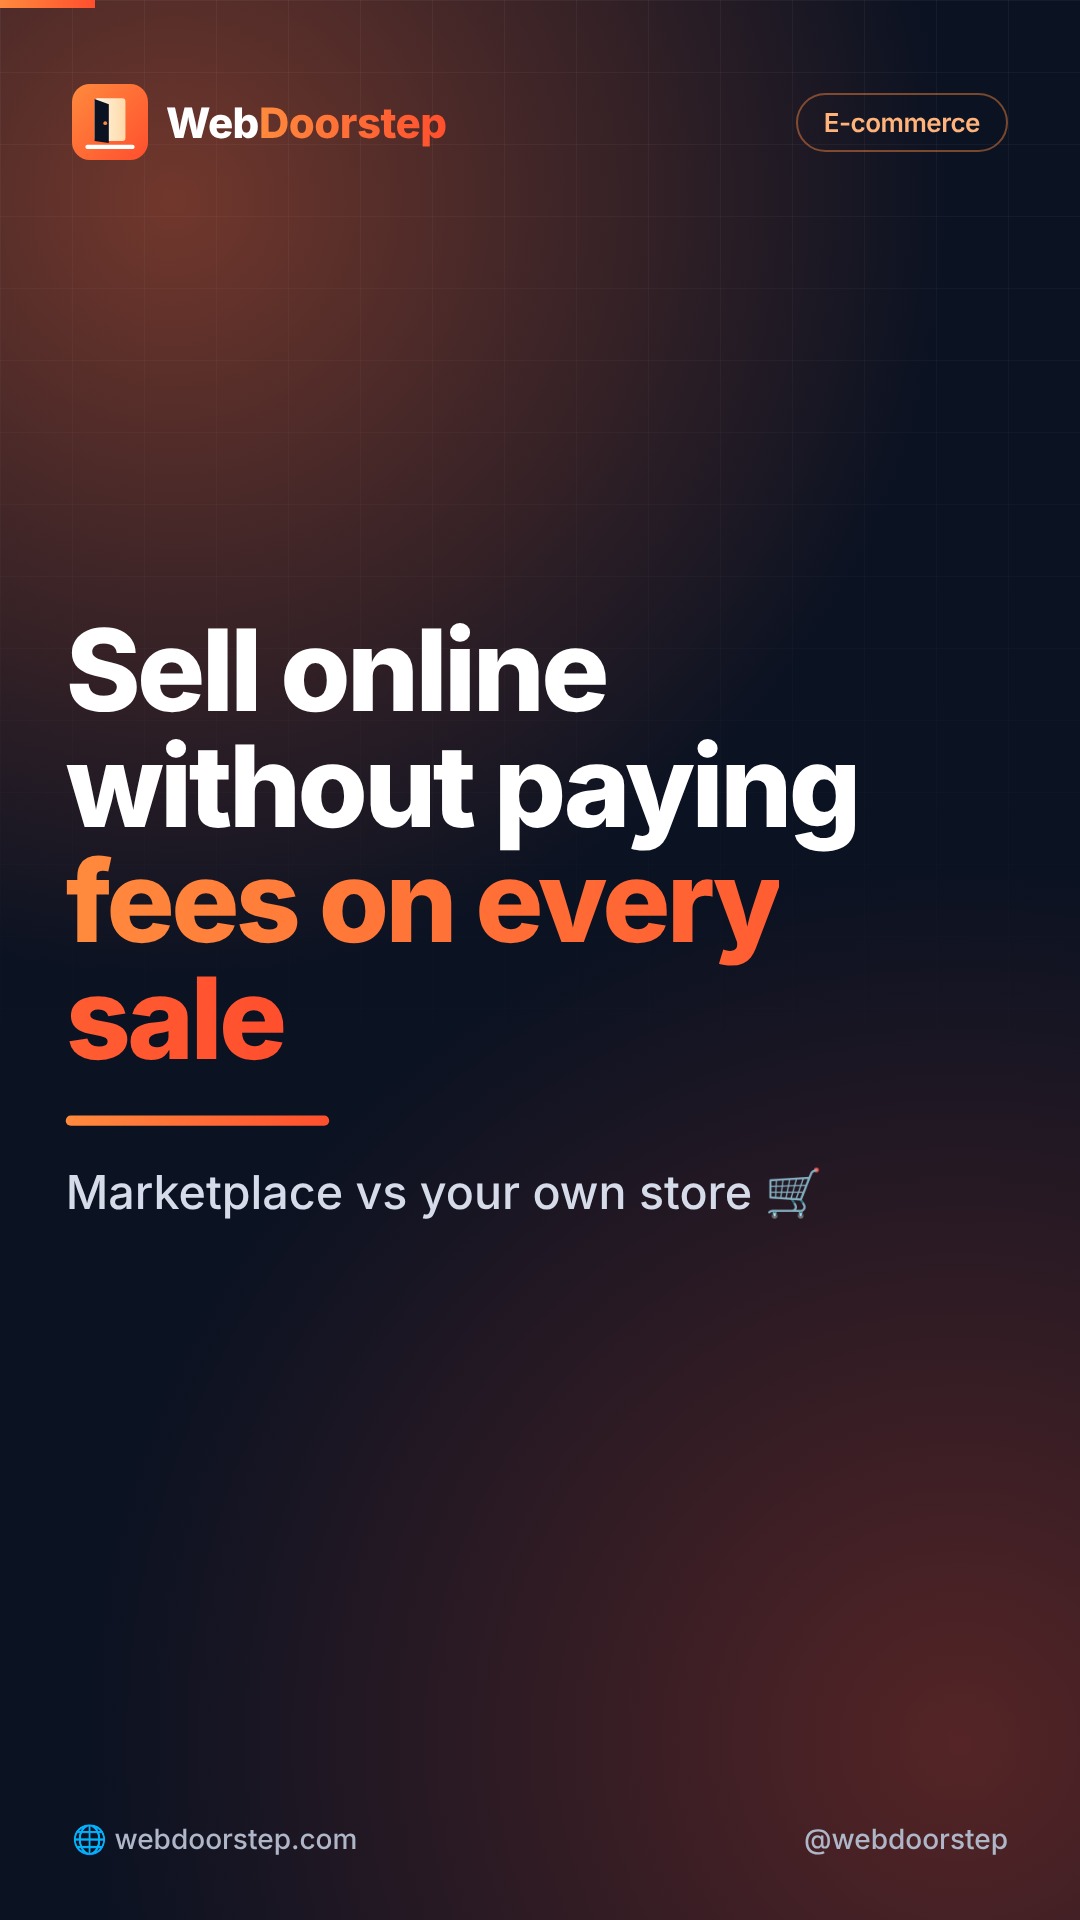 WebDoorstep
E-commerce
Sell online
without paying
fees on every
sale
Marketplace vs your own store 🛒
🌐 webdoorstep.com
@webdoorstep